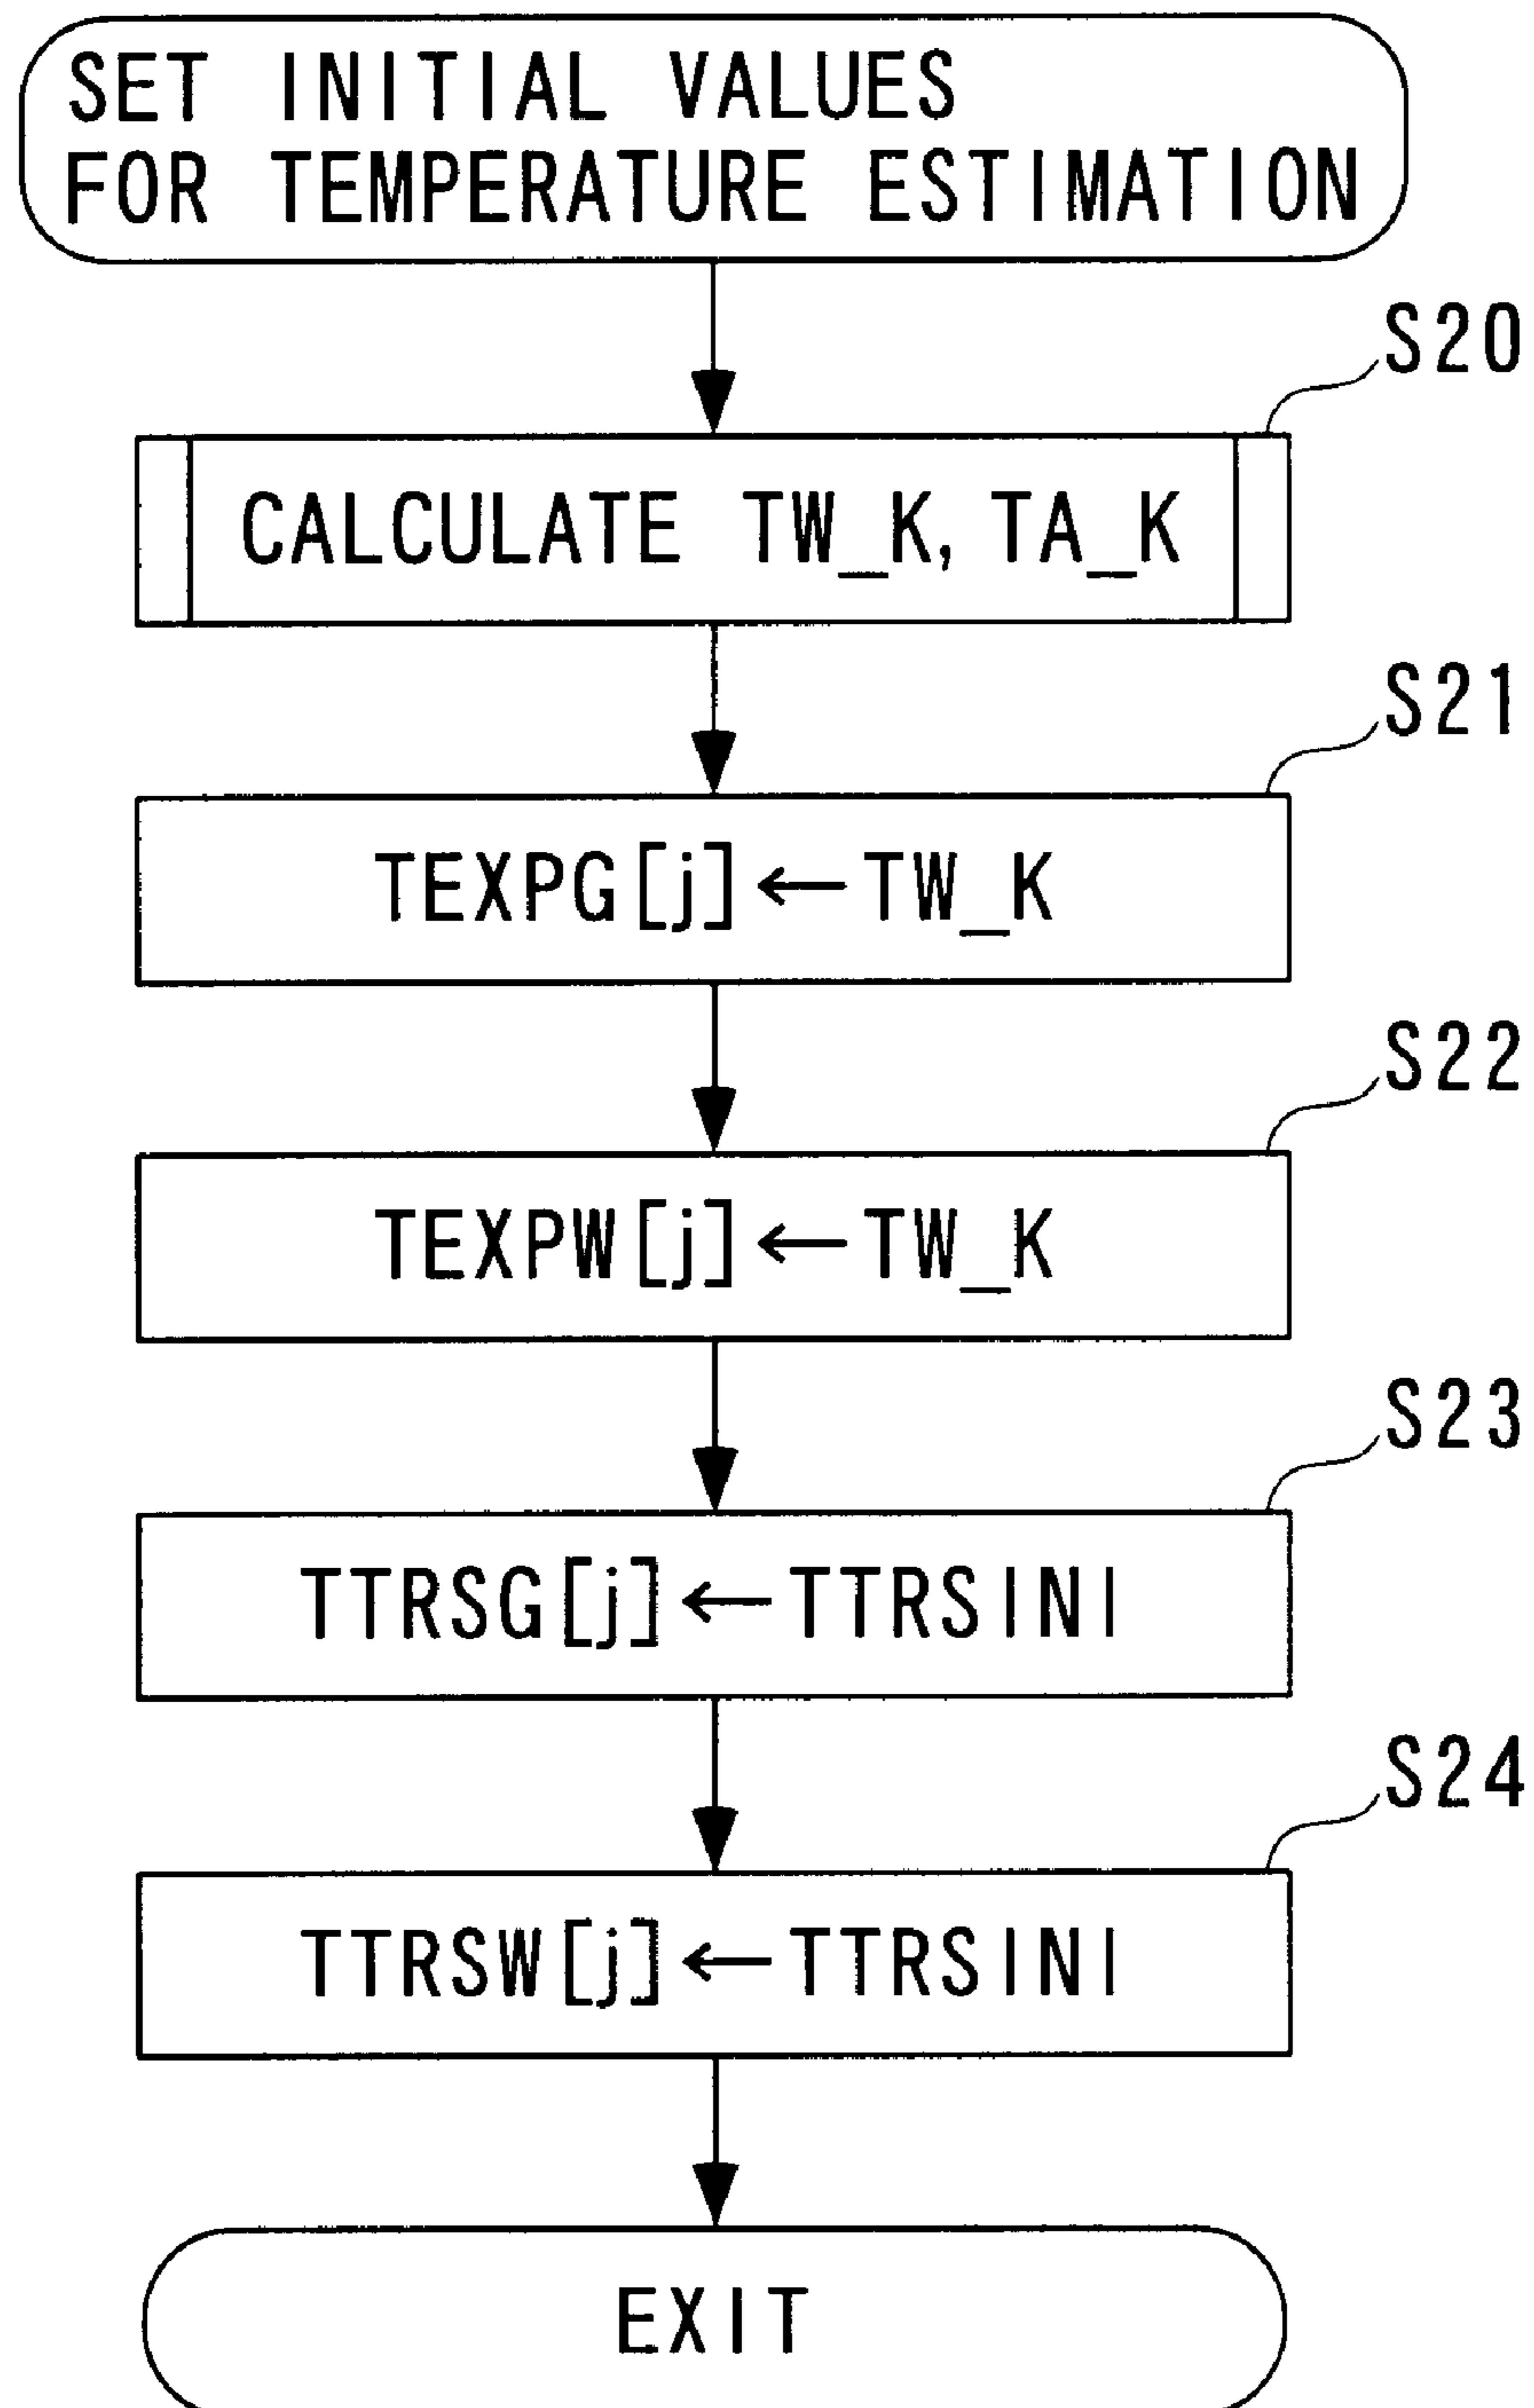 SET INITIAL VALUES
FOR TEMPERATURE ESTIMATION
S20
CALCULATE TW_K, TA_K
S21
TEXPG[j]←TW_K
S22
TEXPW[j]←TW_K
S23
TTRSG[j]←TTRSINI
S24
TTRSW[j]←TTRSINI
EXIT